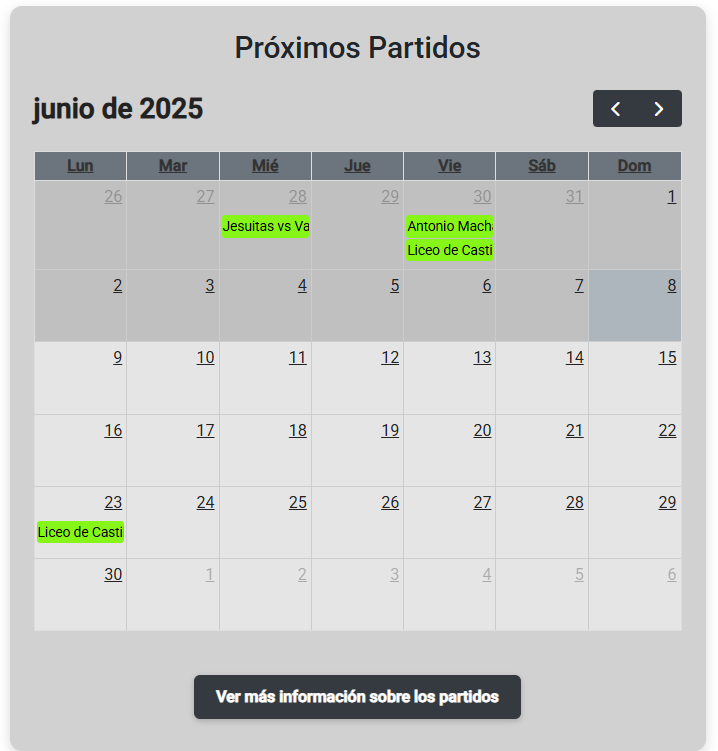 Próximos Partidos
junio de 2025
Lun Mar Mié Jue Vie Sáb Dom
26 27 28 29 30 31 1
Jesuitas vs Va Antonio Mach
Liceo de Casti
2 3 4 5 6 7 8
9 10 11 12 13 14 15
16 17 18 19 20 21 22
23 24 25 26 27 28 29
Liceo de Casti
30 1 2 3 4 5 6
Ver más información sobre los partidos